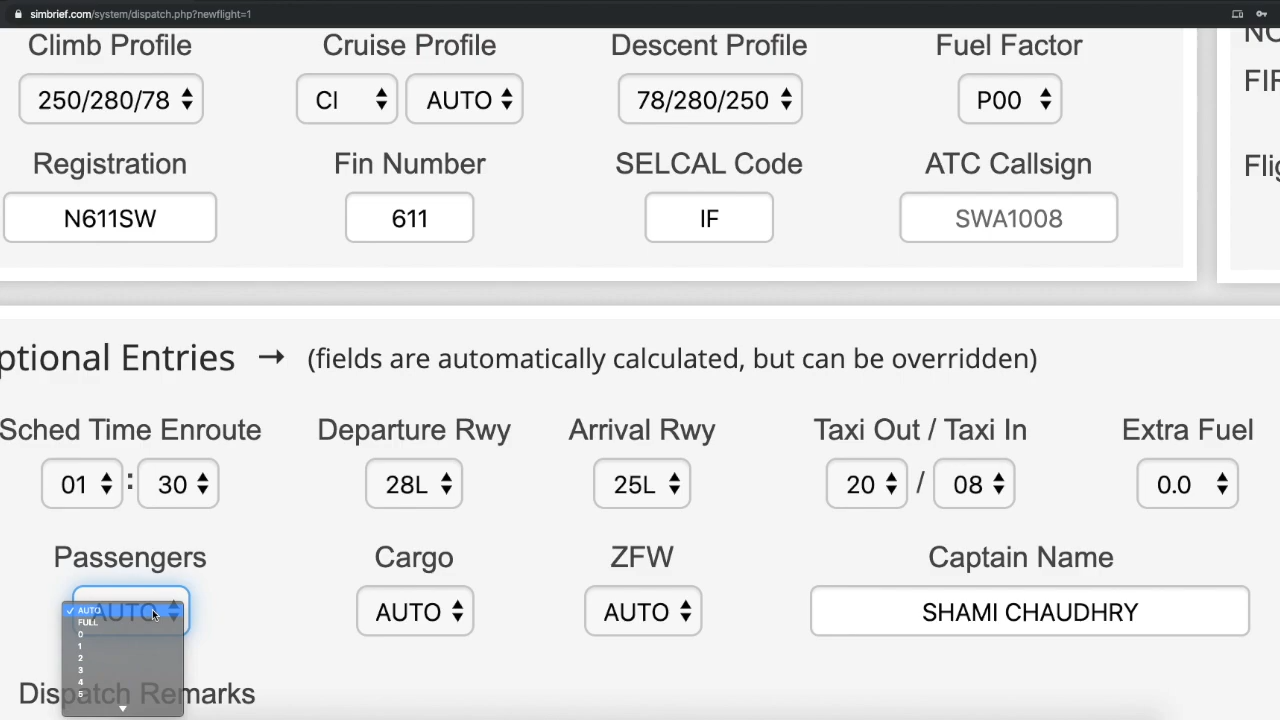 simbrief.com/system/dispatch.php?newflight=1
Climb Profile Cruise Profile Descent Profile Fuel Factor
250/280/78 CI AUTO 78/280/250 P00
Registration Fin Number SELCAL Code ATC Callsign
N611SW 611 IF SWA1008
ptional Entries → (fields are automatically calculated, but can be overridden)
Sched Time Enroute Departure Rwy Arrival Rwy Taxi Out / Taxi In Extra Fuel
01 : 30 28L 25L 20 / 08 0.0
Passengers Cargo ZFW Captain Name
AUTO AUTO AUTO SHAMI CHAUDHRY
✓ AUTO
FULL
0
1
2
3
4
5
Dispatch Remarks